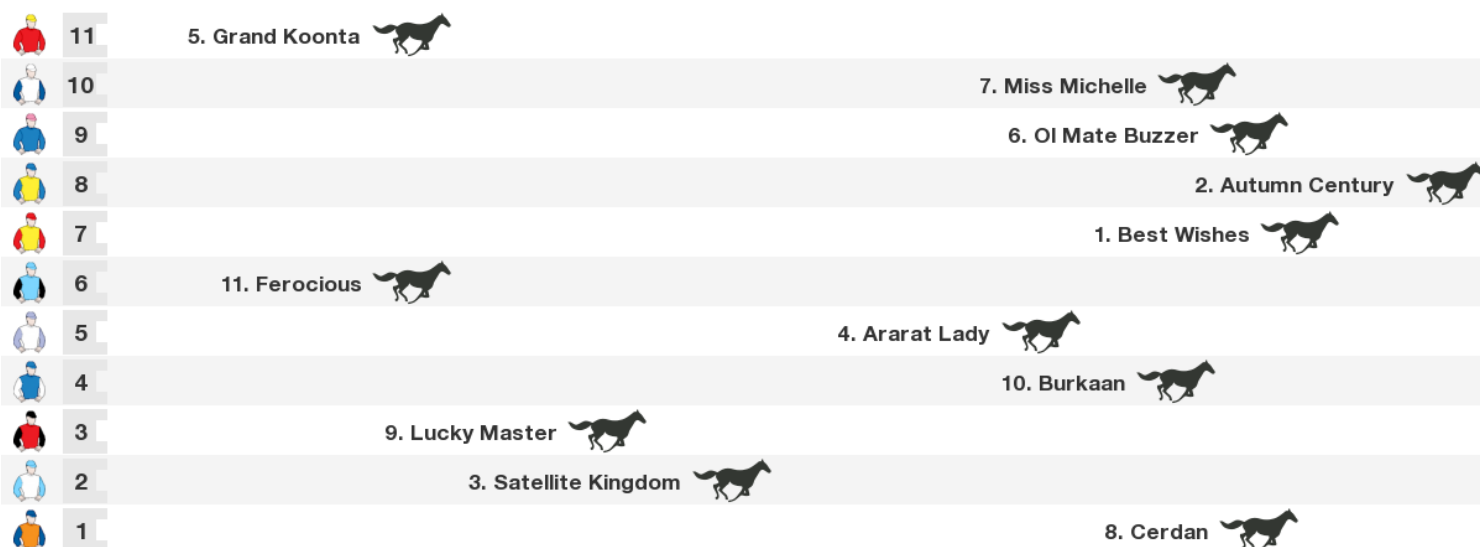 11 5. Grand Koonta
10 7. Miss Michelle
9 6. Ol Mate Buzzer
8 2. Autumn Century
7 1. Best Wishes
6 11. Ferocious
5 4. Ararat Lady
4 10. Burkaan
3 9. Lucky Master
2 3. Satellite Kingdom
1 8. Cerdan